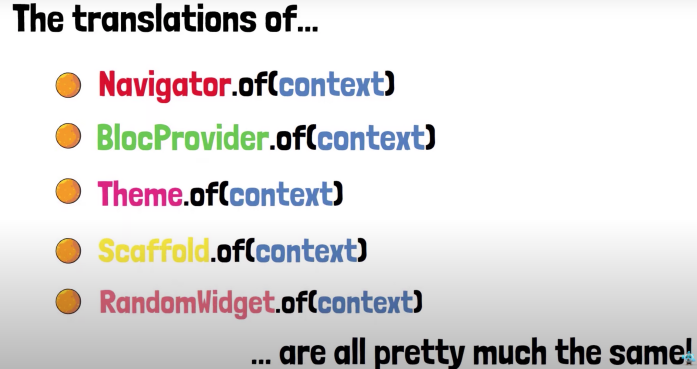 The translations of...
Navigator.of(context)
BlocProvider.of(context)
Theme.of(context)
Scaffold.of(context)
RandomWidget.of(context)
... are all pretty much the same!